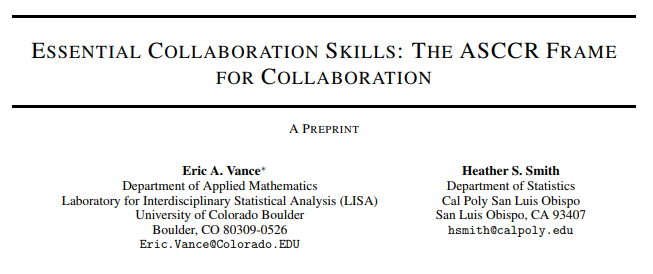 ESSENTIAL COLLABORATION SKILLS: THE ASCCR FRAME
FOR COLLABORATION
A PREPRINT
Eric A. Vance*
Department of Applied Mathematics
Laboratory for Interdisciplinary Statistical Analysis (LISA)
University of Colorado Boulder
Boulder, CO 80309-0526
Eric.Vance@Colorado.EDU
Heather S. Smith
Department of Statistics
Cal Poly San Luis Obispo
San Luis Obispo, CA 93407
hsmith@calpoly.edu